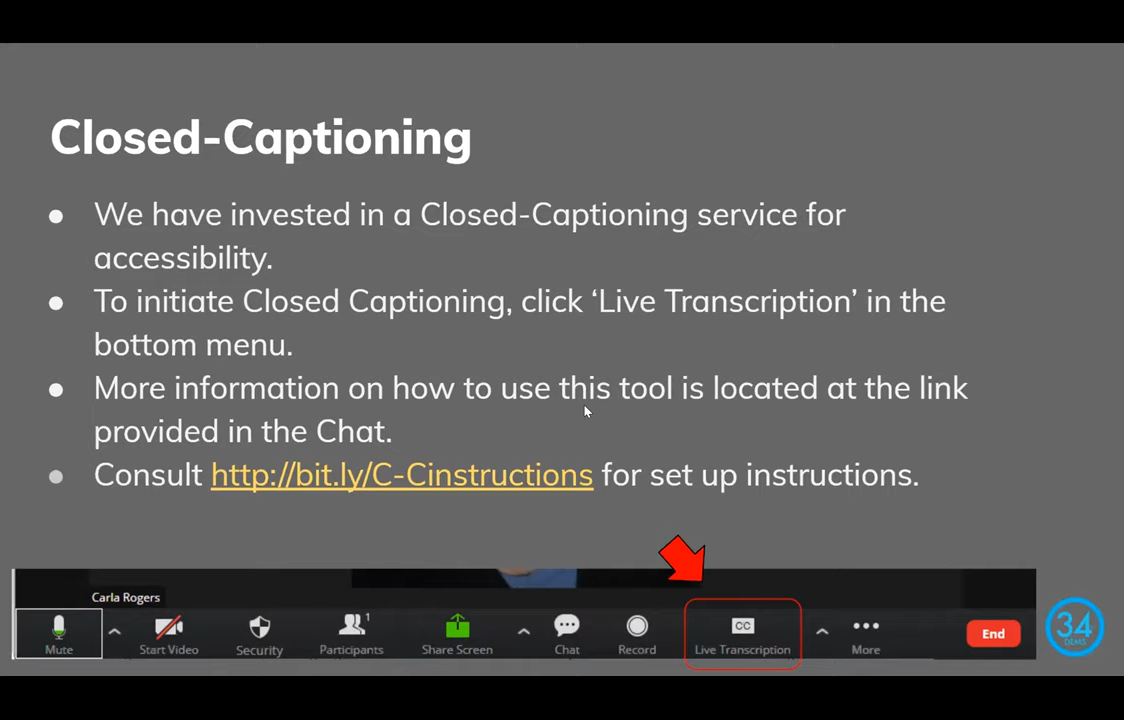 Closed-Captioning
● We have invested in a Closed-Captioning service for
accessibility.
● To initiate Closed Captioning, click ‘Live Transcription’ in the
bottom menu.
● More information on how to use this tool is located at the link
provided in the Chat.
● Consult http://bit.ly/C-Cinstructions for set up instructions.
Carla Rogers
Mute
Start Video
Security
Participants 1
Share Screen
Chat
Record
CC
Live Transcription
More
End
34
DEMS